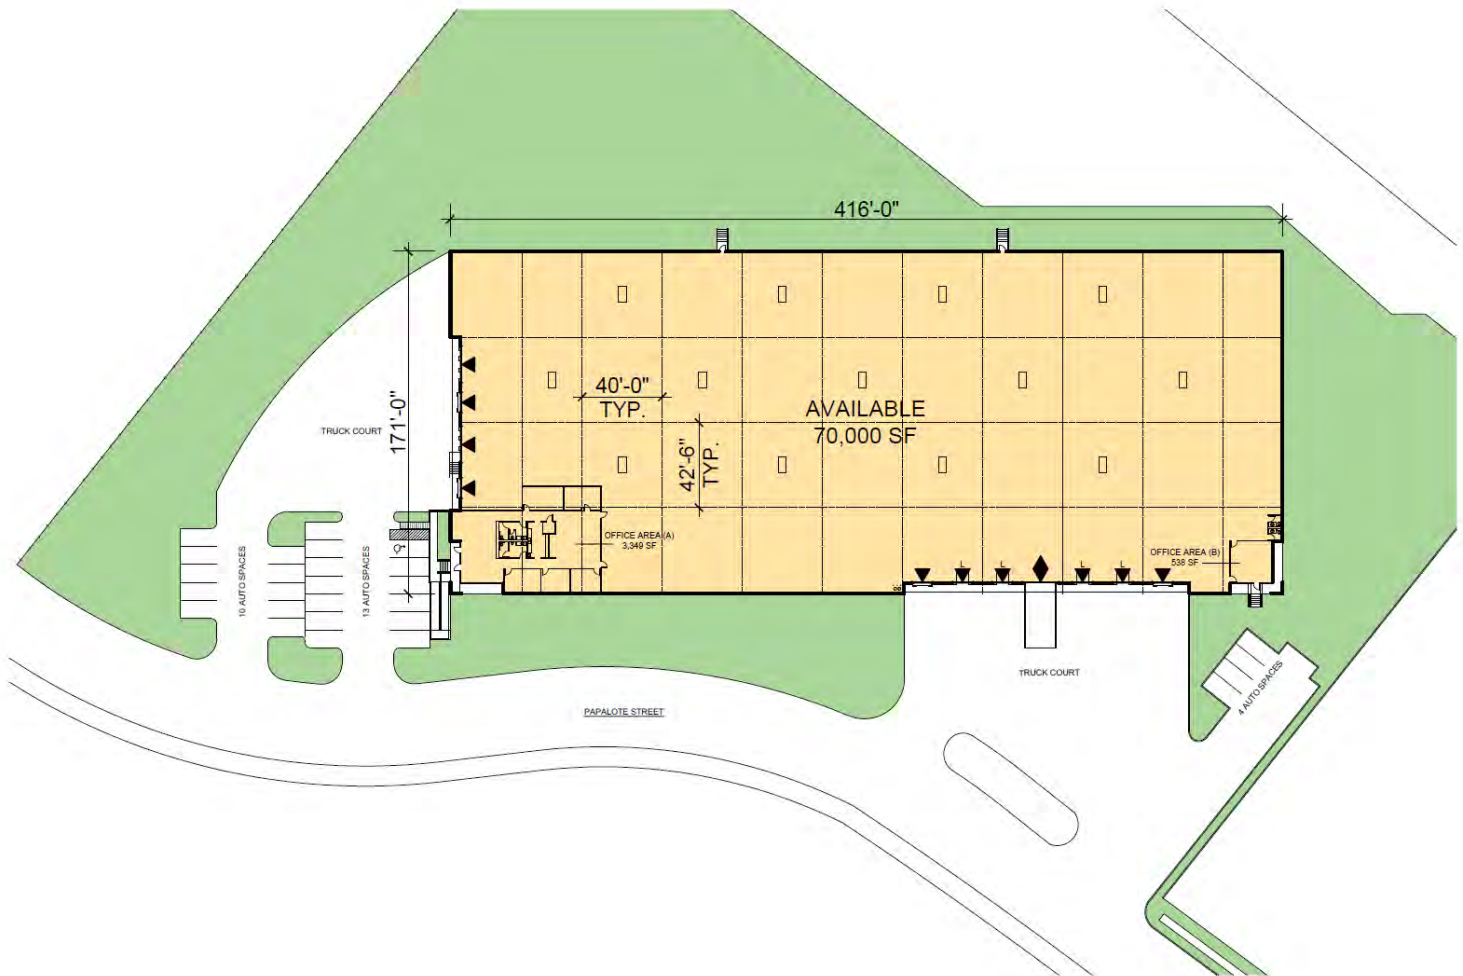 416'-0"
171'-0"
TRUCK COURT
40'-0"
TYP.
AVAILABLE
70,000 SF
42'-6"
TYP.
OFFICE AREA (A)
3,349 SF
OFFICE AREA (B)
538 SF
L
L
L
L
10 AUTO SPACES
13 AUTO SPACES
TRUCK COURT
4 AUTO SPACES
PAPALOTE STREET